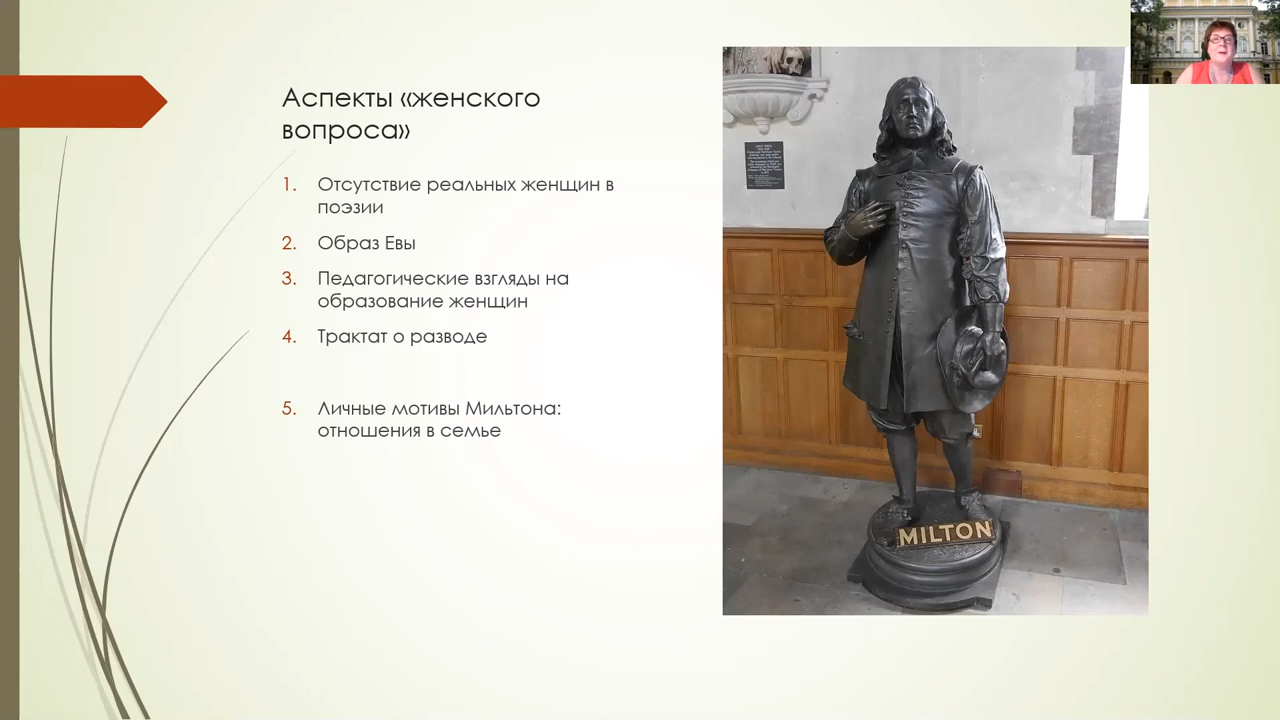 Аспекты «женского
вопроса»
1. Отсутствие реальных женщин в
поэзии
2. Образ Евы
3. Педагогические взгляды на
образование женщин
4. Трактат о разводе
5. Личные мотивы Мильтона:
отношения в семье
MILTON